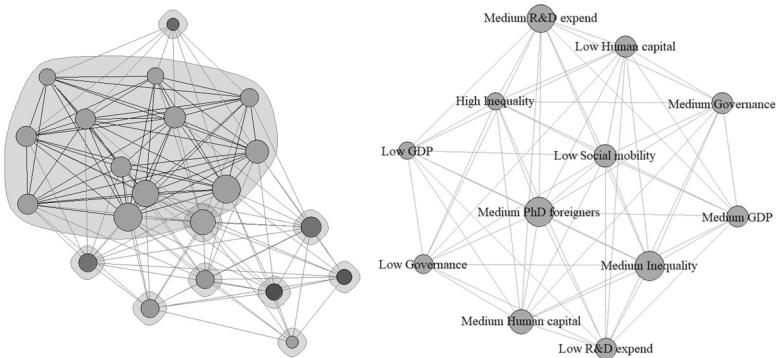 Medium R&D expend
Low Human capital
High Inequality
Medium Governance
Low GDP
Low Social mobility
Medium PhD foreigners
Medium GDP
Low Governance
Medium Inequality
Medium Human capital
Low R&D expend